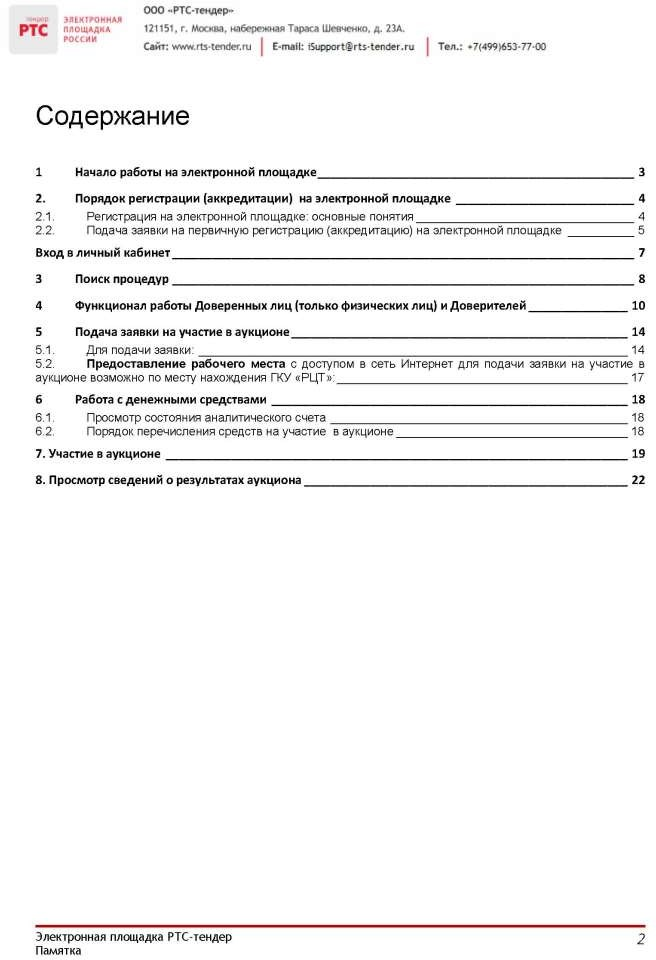 ООО «РТС-тендер»
тендер
РТС
ЭЛЕКТРОННАЯ
ПЛОЩАДКА
РОССИИ
121151, г. Москва, набережная Тараса Шевченко, д. 23А.
Сайт: www.rts-tender.ru | E-mail: iSupport@rts-tender.ru | Тел.: +7(499)653-77-00
Содержание
1 Начало работы на электронной площадке 3
2. Порядок регистрации (аккредитации) на электронной площадке 4
2.1. Регистрация на электронной площадке: основные понятия 4
2.2. Подача заявки на первичную регистрацию (аккредитацию) на электронной площадке 5
Вход в личный кабинет 7
3 Поиск процедур 8
4 Функционал работы Доверенных лиц (только физических лиц) и Доверителей 10
5 Подача заявки на участие в аукционе 14
5.1. Для подачи заявки: 14
5.2. Предоставление рабочего места с доступом в сеть Интернет для подачи заявки на участие в
аукционе возможно по месту нахождения ГКУ «РЦТ»: 17
6 Работа с денежными средствами 18
6.1. Просмотр состояния аналитического счета 18
6.2. Порядок перечисления средств на участие в аукционе 18
7. Участие в аукционе 19
8. Просмотр сведений о результатах аукциона 22
Электронная площадка РТС-тендер
Памятка
2